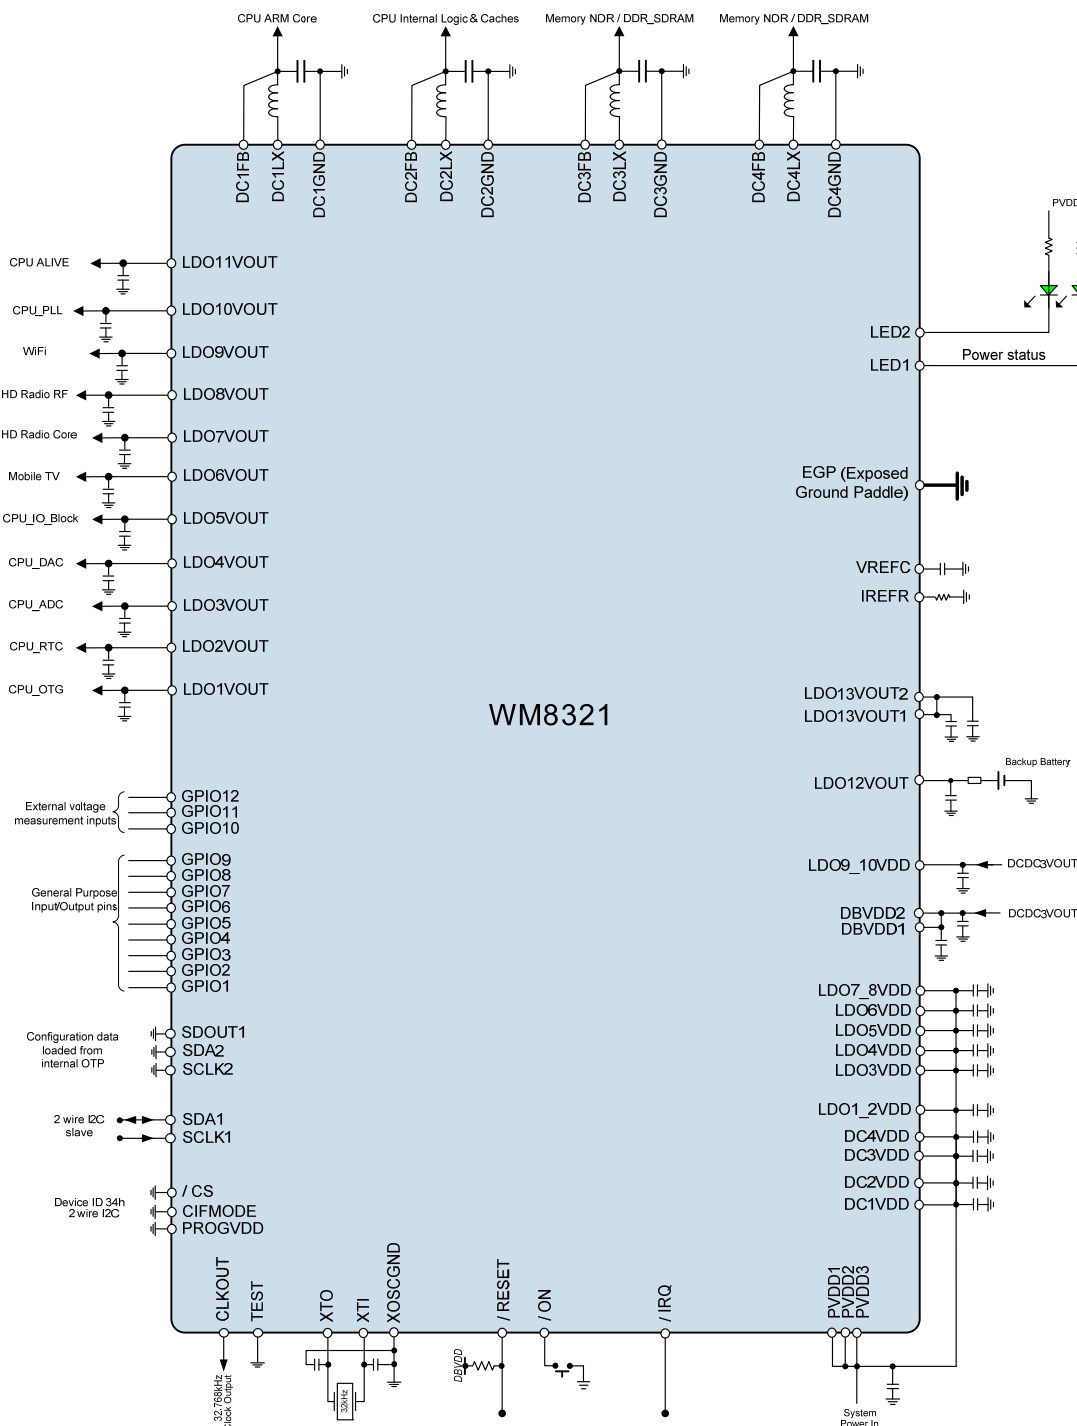 CPU ARM Core
CPU Internal Logic & Caches
Memory NOR / DDR_SDRAM
Memory NOR / DDR_SDRAM
DC1FB
DC1LX
DC1GND
DC2FB
DC2LX
DC2GND
DC3FB
DC3LX
DC3GND
DC4FB
DC4LX
DC4GND
CPU ALIVE
LDO11VOUT
CPU_PLL
LDO10VOUT
WiFi
LDO9VOUT
HD Radio RF
LDO8VOUT
HD Radio Core
LDO7VOUT
Mobile TV
LDO6VOUT
CPU_IO_Block
LDO5VOUT
CPU_DAC
LDO4VOUT
CPU_ADC
LDO3VOUT
CPU_RTC
LDO2VOUT
CPU_OTG
LDO1VOUT
WM8321
External voltage
measurement inputs
GPIO12
GPIO11
GPIO10
General Purpose
Input/Output pins
GPIO9
GPIO8
GPIO7
GPIO6
GPIO5
GPIO4
GPIO3
GPIO2
GPIO1
Configuration data
loaded from
internal OTP
SDOUT1
SDA2
SCLK2
2 wire I2C
slave
SDA1
SCLK1
Device ID 34h
2 wire I2C
/ CS
CIFMODE
PROGVDD
PVDD
LED2
LED1
Power status
EGP (Exposed
Ground Paddle)
VREFC
IREFR
LDO13VOUT2
LDO13VOUT1
LDO12VOUT
Backup Battery
LDO9_10VDD
DCDC3VOUT
DBVDD2
DBVDD1
DCDC3VOUT
LDO7_8VDD
LDO6VDD
LDO5VDD
LDO4VDD
LDO3VDD
LDO1_2VDD
DC4VDD
DC3VDD
DC2VDD
DC1VDD
CLKOUT
TEST
XTO
XTI
XOSCGND
/ RESET
/ ON
/ IRQ
PVDD1
PVDD2
PVDD3
32.768kHz
Clock Output
32kHz
DBVDD
System
Power In